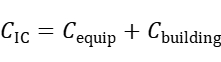 C_IC = C_equip + C_building